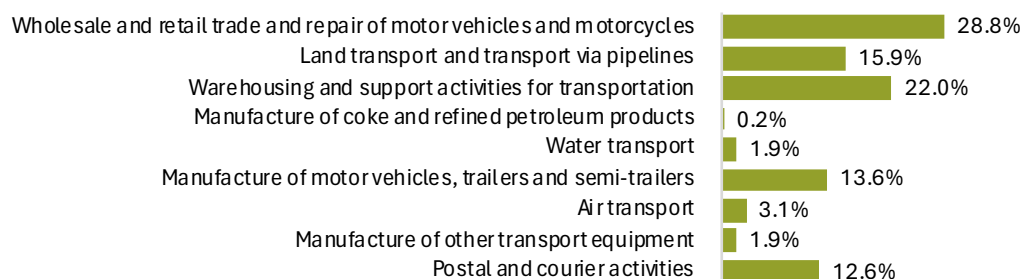 Wholesale and retail trade and repair of motor vehicles and motorcycles 28.8%
Land transport and transport via pipelines 15.9%
Warehousing and support activities for transportation 22.0%
Manufacture of coke and refined petroleum products 0.2%
Water transport 1.9%
Manufacture of motor vehicles, trailers and semi-trailers 13.6%
Air transport 3.1%
Manufacture of other transport equipment 1.9%
Postal and courier activities 12.6%